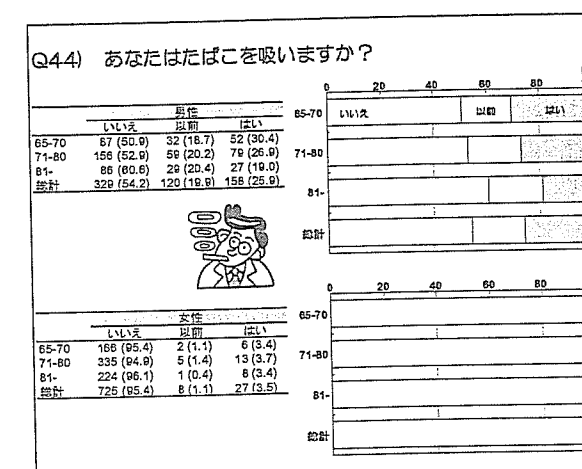 Q44) あなたはたばこを吸いますか?
男性
いいえ 以前 はい
65-70 87 (50.9) 32 (18.7) 52 (30.4)
71-80 156 (52.9) 59 (20.2) 79 (26.9)
81- 86 (60.6) 29 (20.4) 27 (19.0)
総計 329 (54.2) 120 (19.9) 158 (25.9)
0 20 40 60 80
65-70 いいえ 以前 はい
71-80
81-
総計
女性
いいえ 以前 はい
65-70 166 (95.4) 2 (1.1) 6 (3.4)
71-80 335 (94.9) 5 (1.4) 13 (3.7)
81- 224 (96.1) 1 (0.4) 8 (3.4)
総計 725 (95.4) 8 (1.1) 27 (3.5)
0 20 40 60 80
65-70
71-80
81-
総計